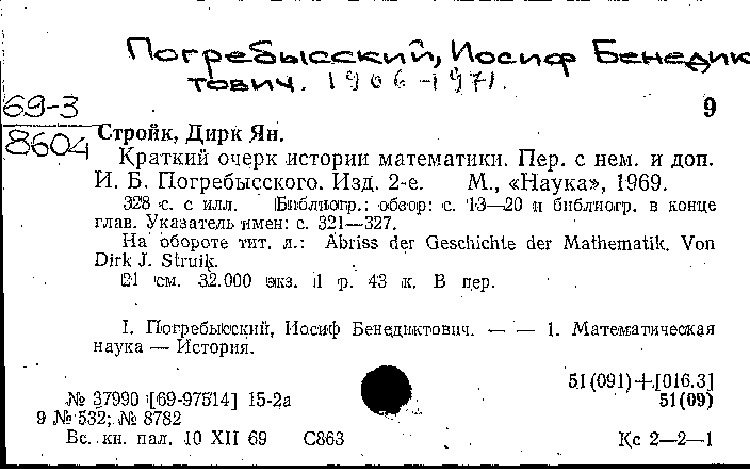 Погребысский, Иосиф Бенедик
тович. 1906-1971.
69-3
8604
9
Стройк, Дирк Ян.
Краткий очерк истории математики. Пер. с нем. и доп.
И. Б. Погребысского. Изд. 2-е. М., «Наука», 1969.
328 с. с илл. Библиогр.: обзор: с. 13—20 и библиогр. в конце
глав. Указатель имен: с. 321—327.
На обороте тит. л.: Abriss der Geschichte der Mathematik. Von
Dirk J. Struik.
21 см. 32.000 экз. 1 р. 43 к. В пер.
I. Погребысский, Иосиф Бенедиктович. — — 1. Математическая
наука — История.
51(091)+[016.3]
51(09)
№ 37990 [69-97514] 15-2а
9 № 532; № 8782
Вс. кн. пал. 10 XII 69 С863
Кс 2—2—1